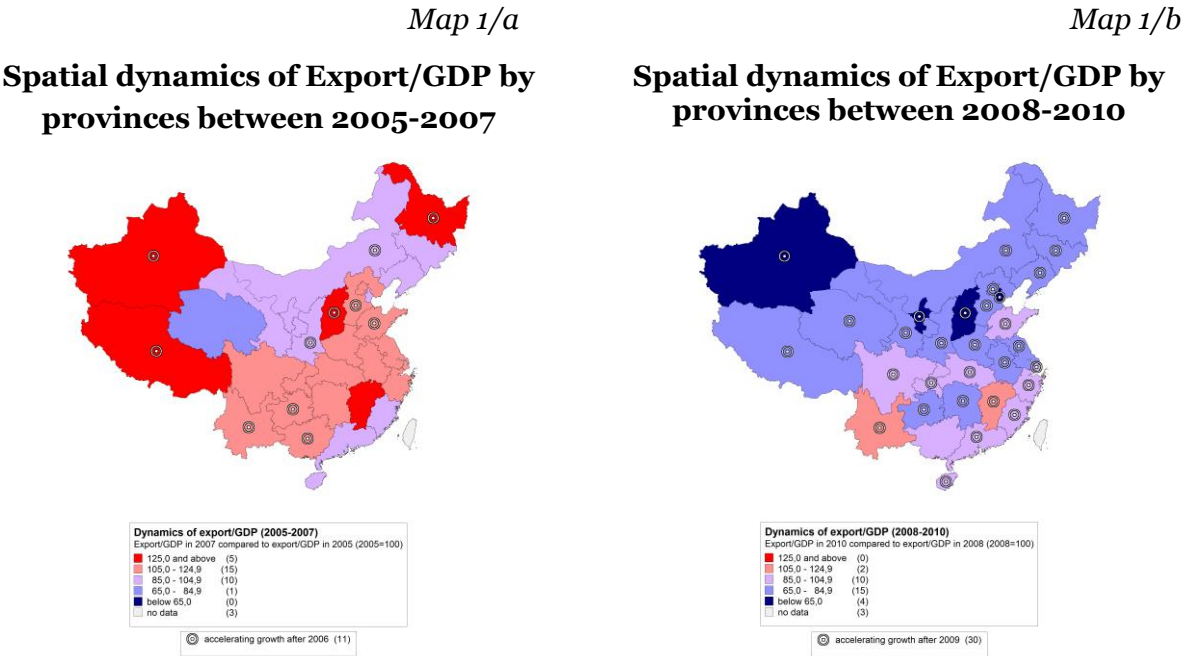 Map 1/a
Spatial dynamics of Export/GDP by
provinces between 2005-2007
Dynamics of export/GDP (2005-2007)
Export/GDP in 2007 compared to export/GDP in 2005 (2005=100)
125,0 and above (5)
105,0 - 124,9 (15)
85,0 - 104,9 (10)
65,0 - 84,9 (1)
below 65,0 (0)
no data (3)
accelerating growth after 2006 (11)
Map 1/b
Spatial dynamics of Export/GDP by
provinces between 2008-2010
Dynamics of export/GDP (2008-2010)
Export/GDP in 2010 compared to export/GDP in 2008 (2008=100)
125,0 and above (0)
105,0 - 124,9 (2)
85,0 - 104,9 (10)
65,0 - 84,9 (15)
below 65,0 (4)
no data (3)
accelerating growth after 2009 (30)